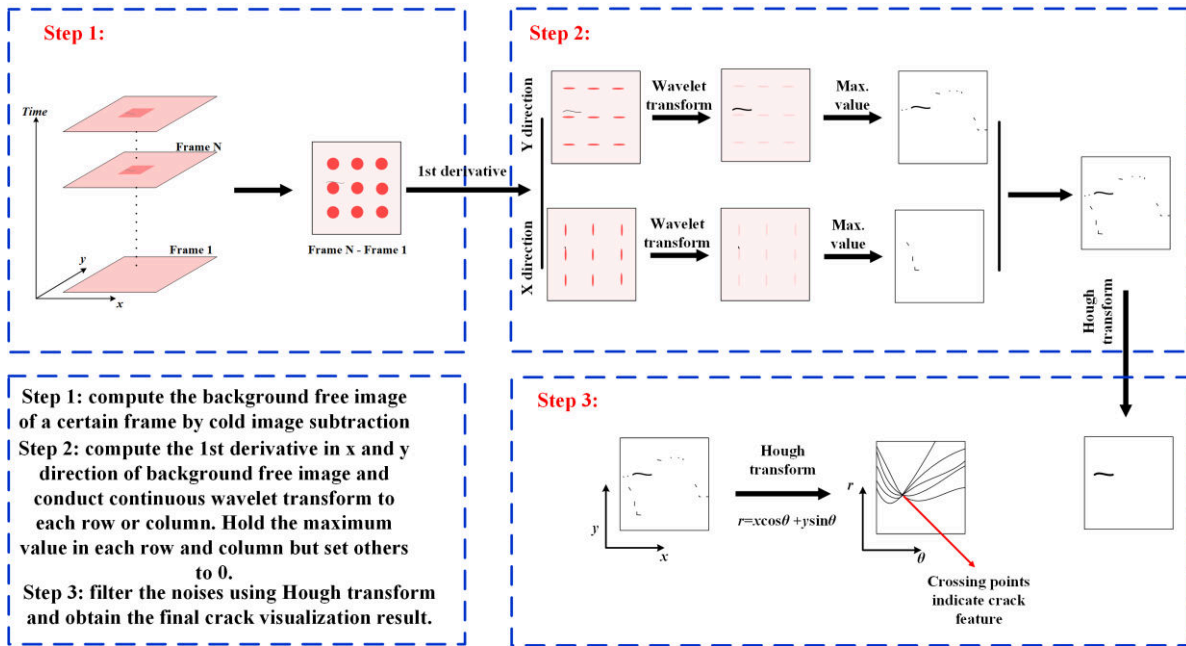 Step 1:
Time
Frame N
Frame 1
y
x
Frame N - Frame 1
1st derivative
Step 2:
Y direction
Wavelet
transform
Max.
value
X direction
Wavelet
transform
Max.
value
Hough
transform
Step 1: compute the background free image
of a certain frame by cold image subtraction
Step 2: compute the 1st derivative in x and y
direction of background free image and
conduct continuous wavelet transform to
each row or column. Hold the maximum
value in each row and column but set others
to 0.
Step 3: filter the noises using Hough transform
and obtain the final crack visualization result.
Step 3:
y
x
Hough
transform
r=xcosθ +ysinθ
r
θ
Crossing points
indicate crack
feature